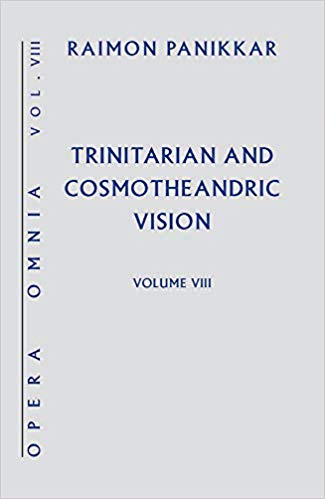 RAIMON PANIKKAR
TRINITARIAN AND
COSMOTHEANDRIC
VISION
VOLUME VIII
OPERA OMNIA VOL. VIII